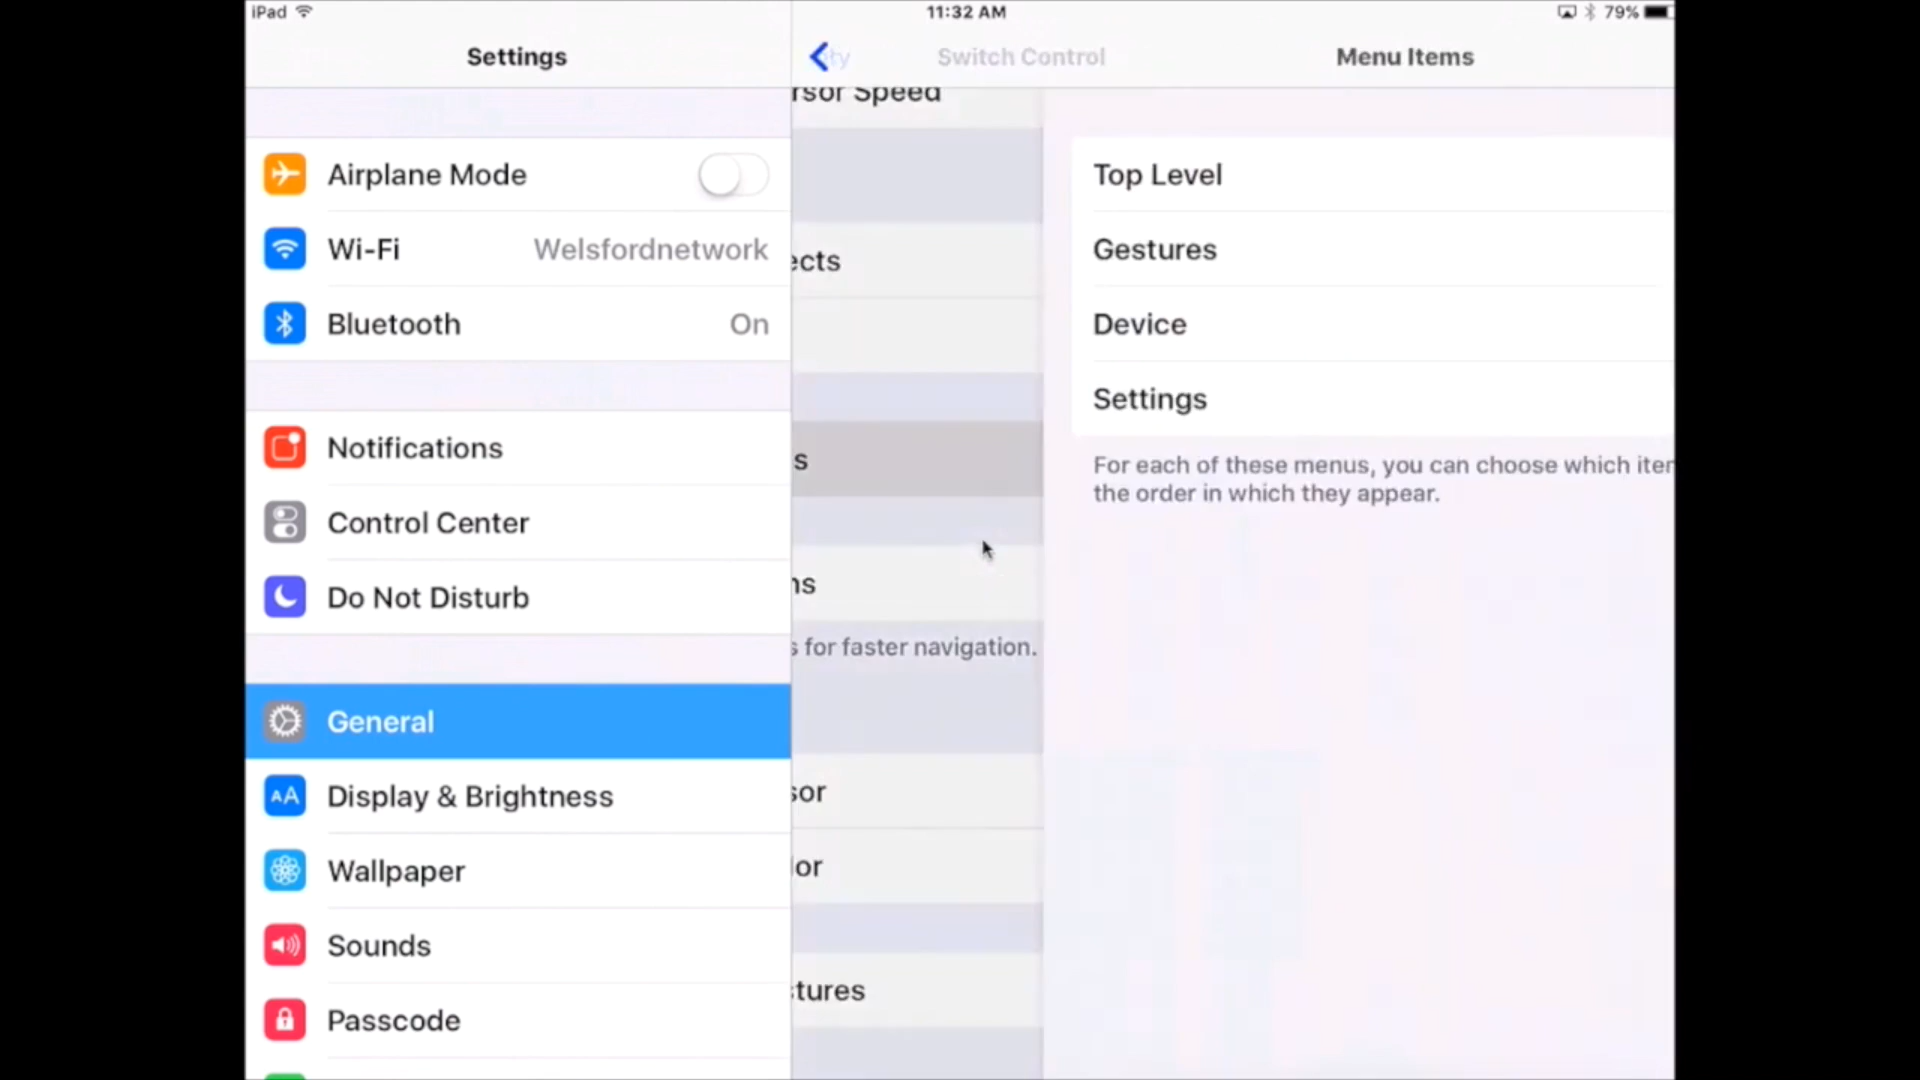 iPad
11:32 AM
79%
Settings
Switch Control
Menu Items
Airplane Mode
Wi-Fi
Welsfordnetwork
Bluetooth
On
Notifications
Control Center
Do Not Disturb
General
Display & Brightness
AA
Wallpaper
Sounds
Passcode
rsor Speed
ects
s
ns
s for faster navigation.
sor
lor
stures
Top Level
Gestures
Device
Settings
For each of these menus, you can choose which iter
the order in which they appear.